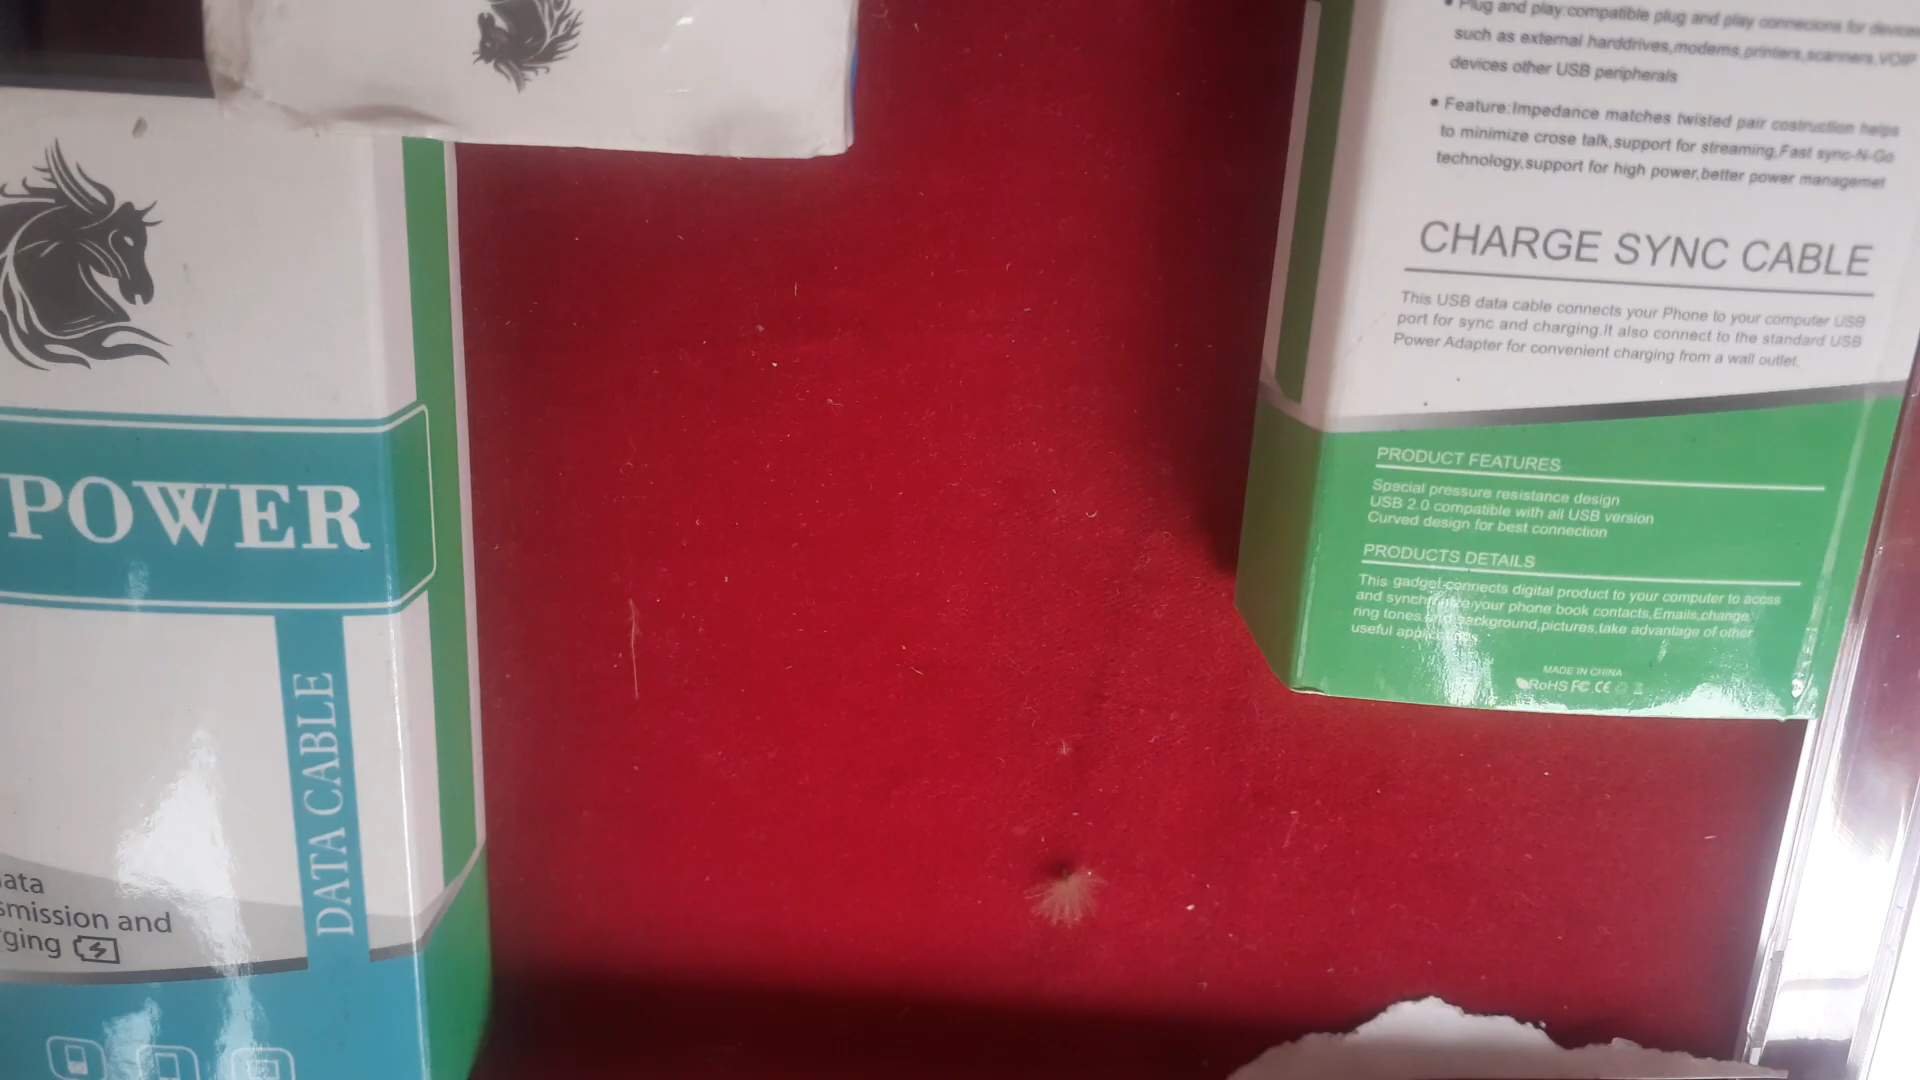 POWER
DATA CABLE
ata
smission and
ging
• Plug and play:compatible plug and play connecions for devices
such as external harddrives,modems,printers,scanners,VOIP
devices other USB peripherals
• Feature:Impedance matches twisted pair costruction helps
to minimize crose talk,support for streaming,Fast sync-N-Go
technology,support for high power,better power managemet
CHARGE SYNC CABLE
This USB data cable connects your Phone to your computer USB
port for sync and charging.It also connect to the standard USB
Power Adapter for convenient charging from a wall outlet.
PRODUCT FEATURES
Special pressure resistance design
USB 2.0 compatible with all USB version
Curved design for best connection
PRODUCTS DETAILS
This gadget connects digital product to your computer to accss
and your phone book contacts,Emails,change
ring tones, background,pictures,take advantage of other
useful
MADE IN CHINA
RoHS FC CE